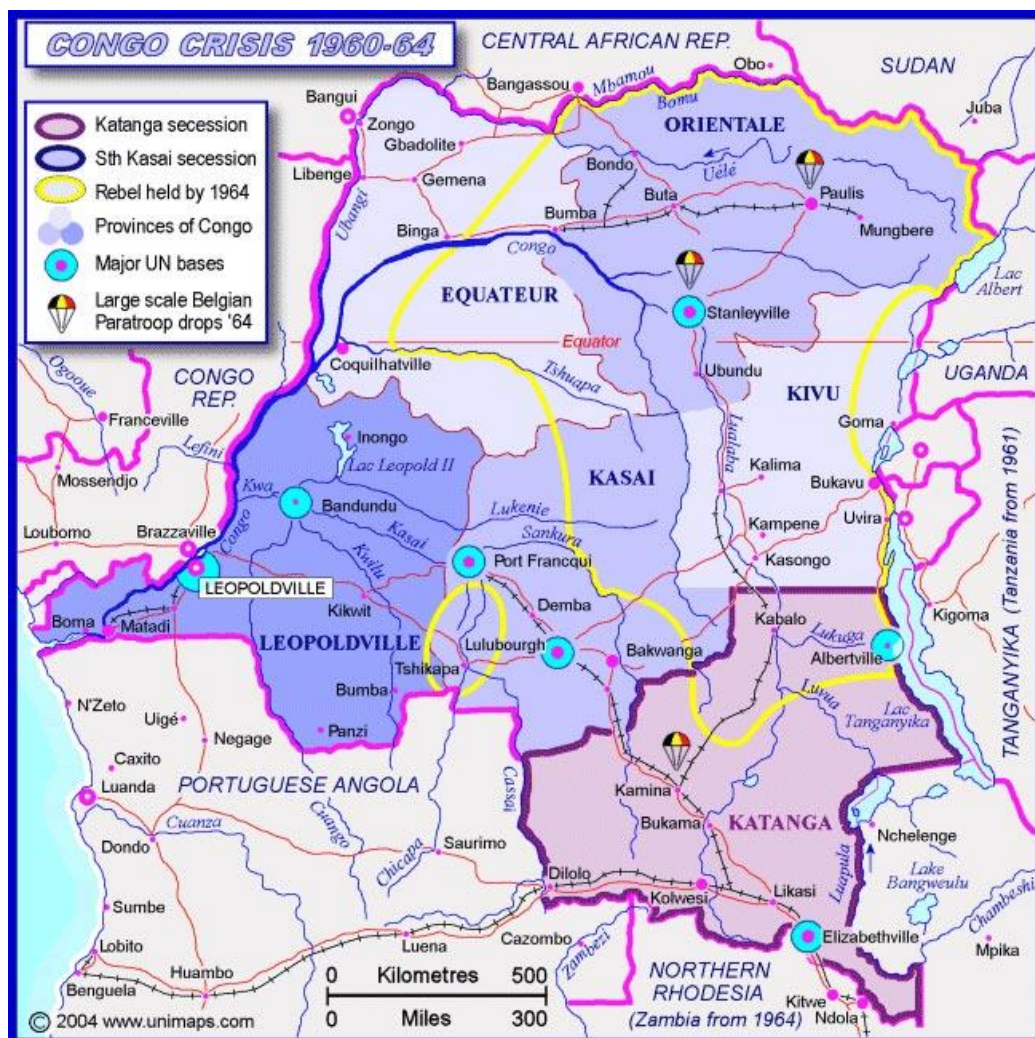 CONGO CRISIS 1960-64
Katanga secession
Sth Kasai secession
Rebel held by 1964
Provinces of Congo
Major UN bases
Large scale Belgian
Paratroop drops '64
CENTRAL AFRICAN REP.
Obo
SUDAN
Bangassou
Mbamou
Bomu
Juba
Bangui
Zongo
Gbadolite
ORIENTALE
Bondo
Uélé
Libenge
Gemena
Ubangi
Buta
Paulis
Bumba
Mungbere
Binga
Congo
Lac
Albert
EQUATEUR
Stanleyville
Equator
Ogooue
CONGO
REP.
Coquilhatville
Tshuapa
Ubundu
KIVU
UGANDA
Franceville
Lefini
Inongo
Lac Leopold II
Lualaba
Goma
Mossendjo
KASAI
Kalima
Bukavu
Kwa
Bandundu
Lukenie
Loubomo
Brazzaville
Congo
Kasai
Sankura
Kampene
Uvira
Port Francqui
Kasongo
Kwilu
LEOPOLDVILLE
Kikwit
Demba
Kigoma
Boma
Matadi
LEOPOLDVILLE
Lulubourgh
Kabalo
Lukuga
Albertville
Tshikapa
Bakwanga
Bumba
Luvua
Lac
Tanganyika
TANGANYIKA (Tanzania from 1961)
N'Zeto
Uigé
Negage
Panzi
Caxito
PORTUGUESE ANGOLA
Cassai
Kamina
Luanda
Cuanza
Cuango
Bukama
KATANGA
Nchelenge
Dondo
Chicapa
Saurimo
Luapula
Lake
Bangweulu
Dilolo
Chambeshi
Sumbe
Kolwesi
Likasi
Lobito
Luena
Cazombo
Zambezi
Elizabethville
Mpika
Benguela
Huambo
0 Kilometres 500
0 Miles 300
NORTHERN
RHODESIA
(Zambia from 1964)
Kitwe
Ndola
© 2004 www.unimaps.com